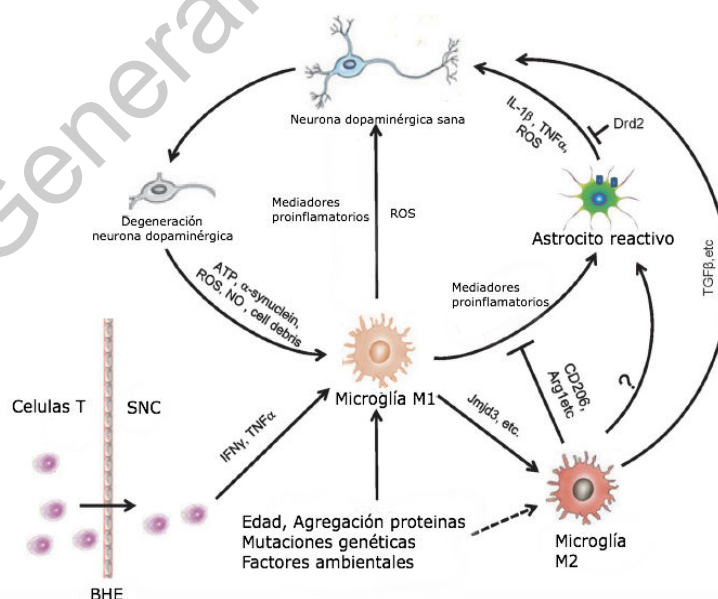 General
Neurona dopaminérgica sana
IL-1β, TNFα,
ROS
Drd2
Degeneración
neurona dopaminérgica
Mediadores
proinflamatorios
ROS
Astrocito reactivo
TGFβ,etc
ATP, α-synuclein,
ROS, NO , cell debris
Mediadores
proinflamatorios
Celulas T
SNC
Microglía M1
CD206,
Arg1etc
?
IFNγ, TNFα
Jmjd3, etc.
Edad, Agregación proteinas
Mutaciones genéticas
Factores ambientales
Microglía
M2
BHE